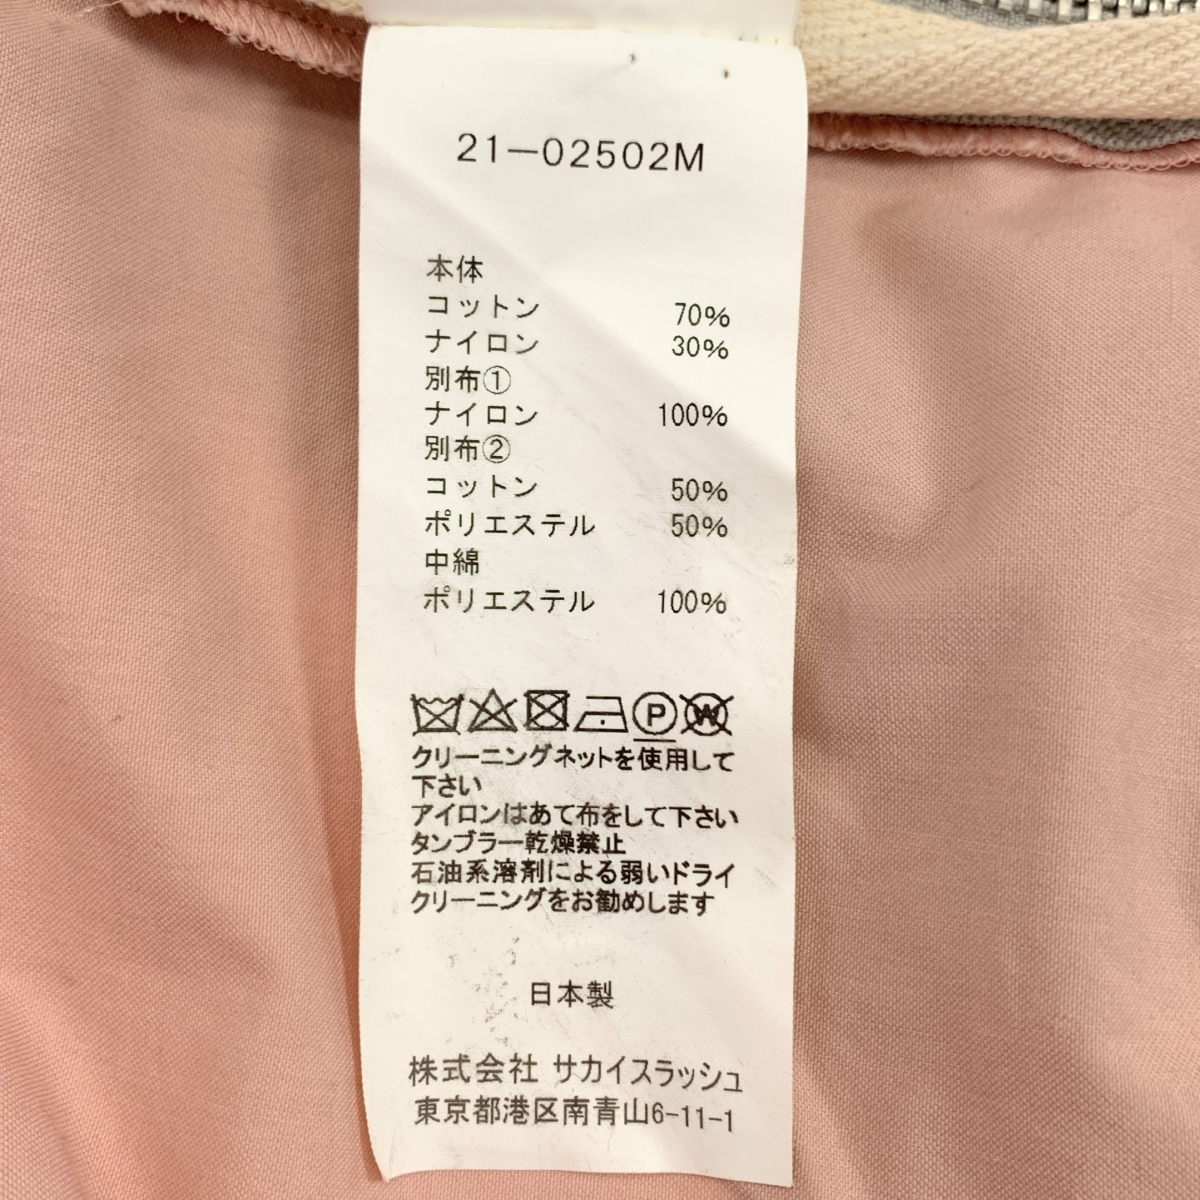 21-02502M
本体
コットン 70%
ナイロン 30%
別布①
ナイロン 100%
別布②
コットン 50%
ポリエステル 50%
中綿
ポリエステル 100%
P W
クリーニングネットを使用して
下さい
アイロンはあて布をして下さい
タンブラー乾燥禁止
石油系溶剤による弱いドライ
クリーニングをお勧めします
日本製
株式会社 サカイスラッシュ
東京都港区南青山6-11-1